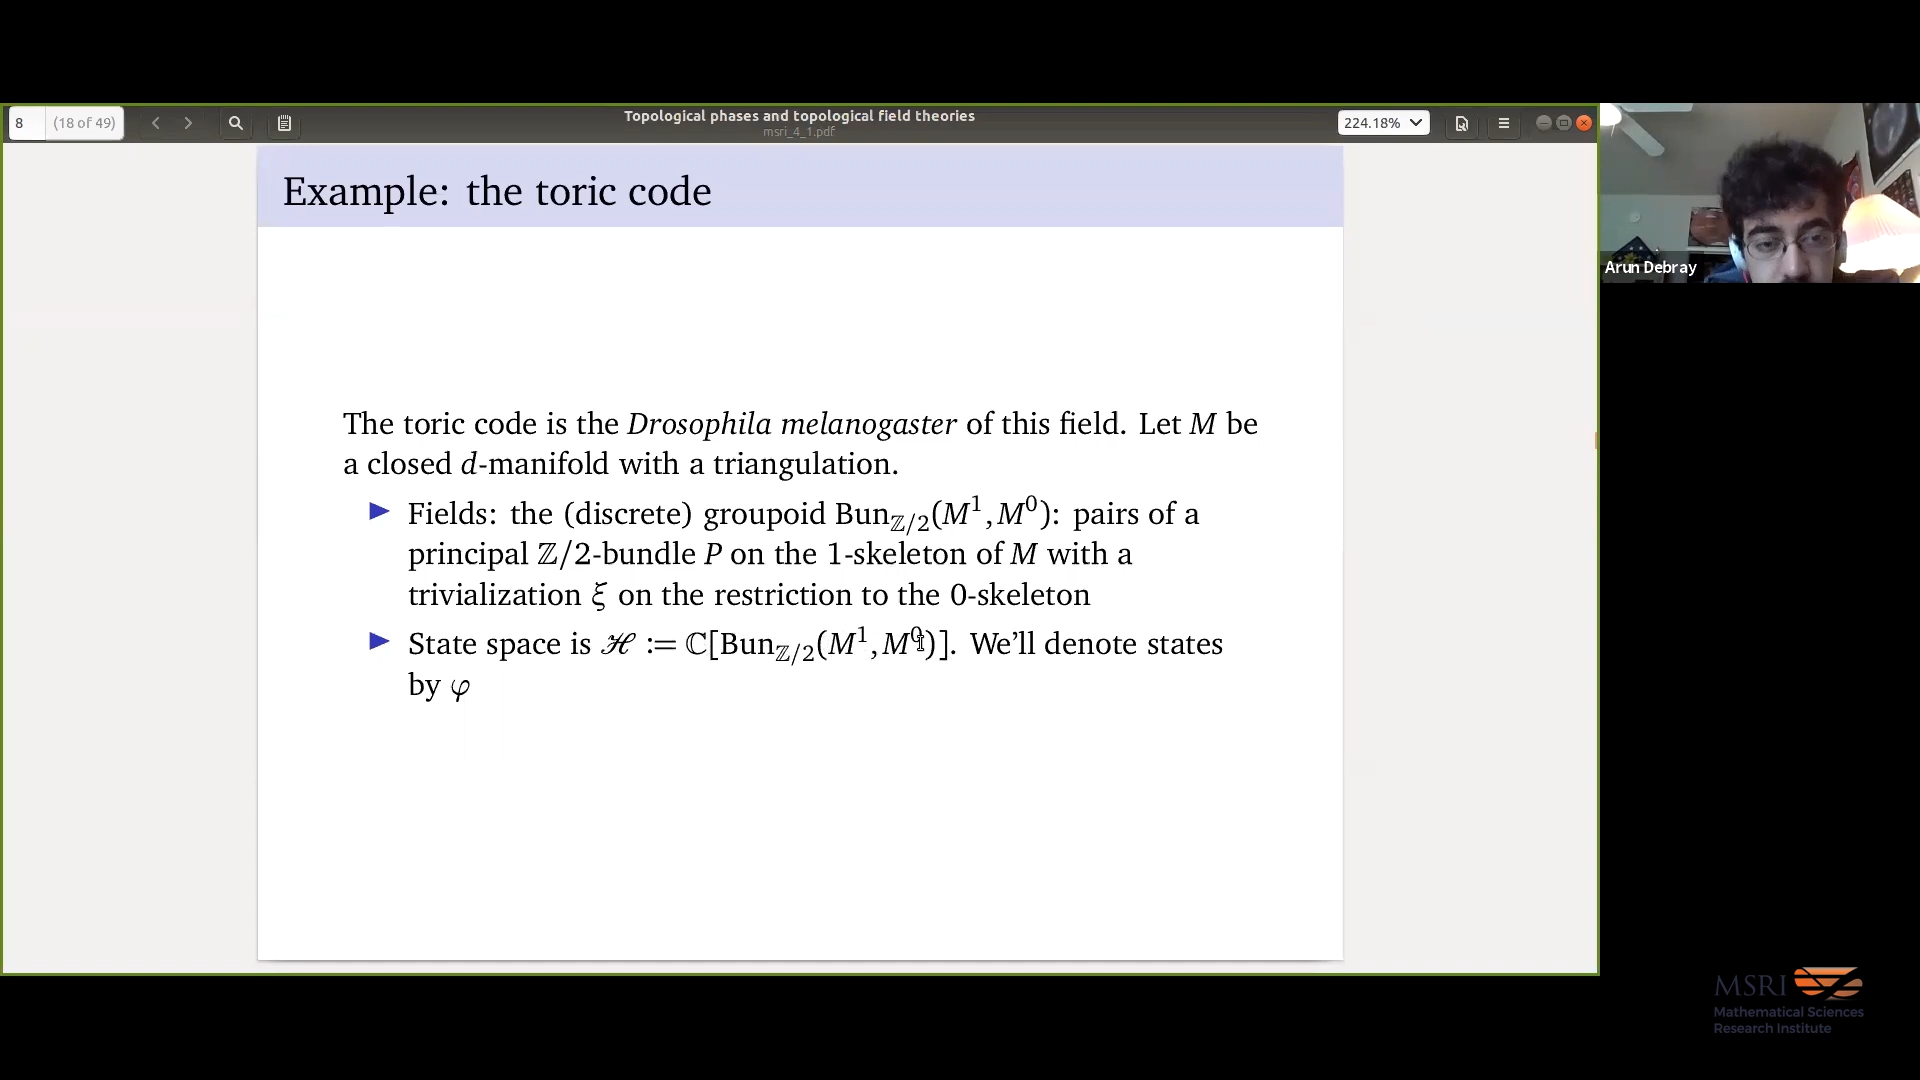 8 (18 of 49)
Topological phases and topological field theories
msri_4_1.pdf
224.18%
Example: the toric code
The toric code is the Drosophila melanogaster of this field. Let M be
a closed d-manifold with a triangulation.
▶ Fields: the (discrete) groupoid Bun_{ℤ/2}(M¹, M⁰): pairs of a
principal ℤ/2-bundle P on the 1-skeleton of M with a
trivialization ξ on the restriction to the 0-skeleton
▶ State space is ℋ := ℂ[Bun_{ℤ/2}(M¹, M⁰)]. We'll denote states
by φ
Arun Debray
MSRI
Mathematical Sciences
Research Institute